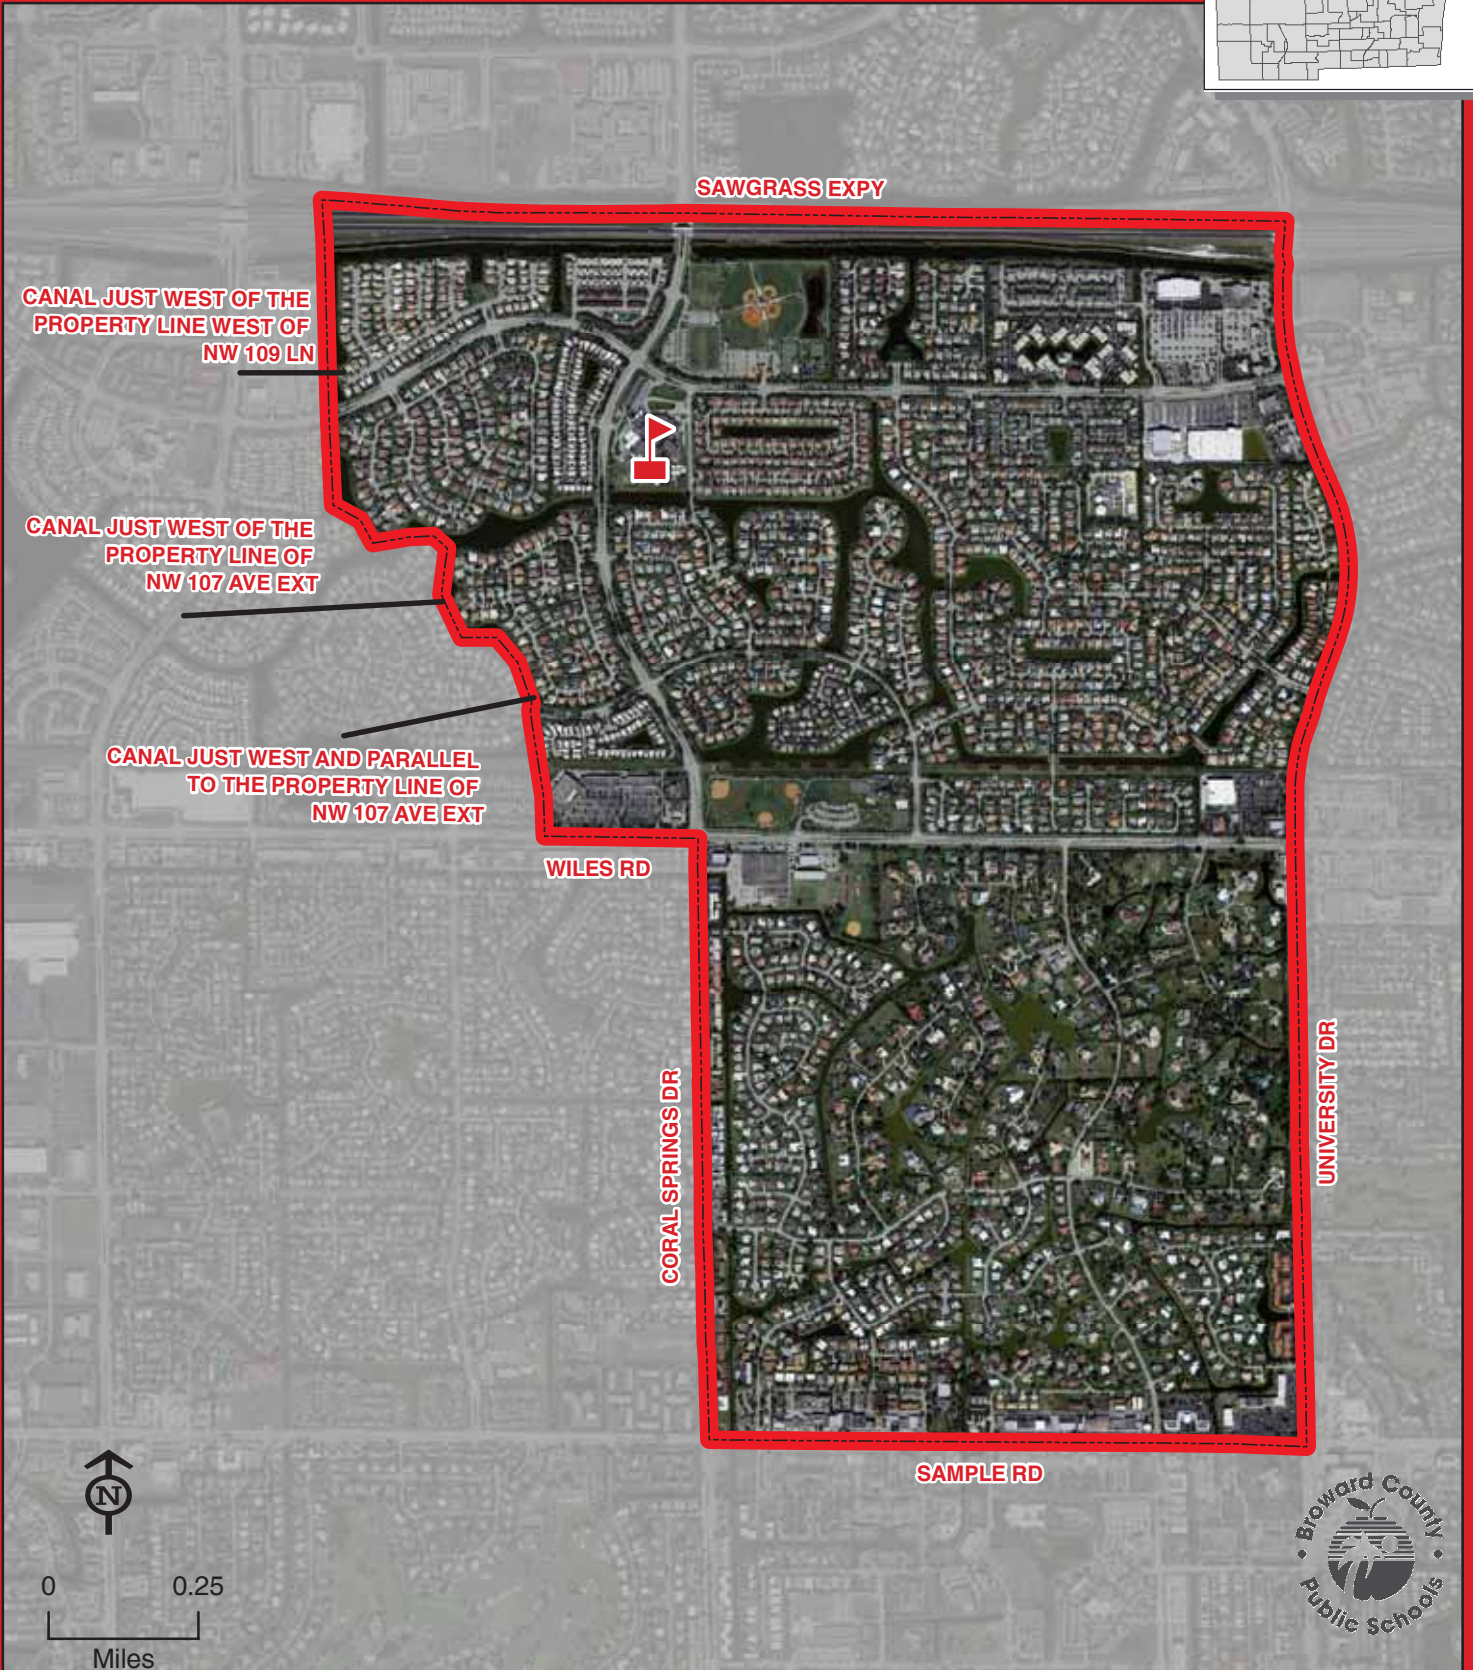 SAWGRASS EXPY
CANAL JUST WEST OF THE
PROPERTY LINE WEST OF
NW 109 LN
CANAL JUST WEST OF THE
PROPERTY LINE OF
NW 107 AVE EXT
CANAL JUST WEST AND PARALLEL
TO THE PROPERTY LINE OF
NW 107 AVE EXT
WILES RD
CORAL SPRINGS DR
UNIVERSITY DR
SAMPLE RD
N
0 0.25
Miles
Broward County
Public Schools